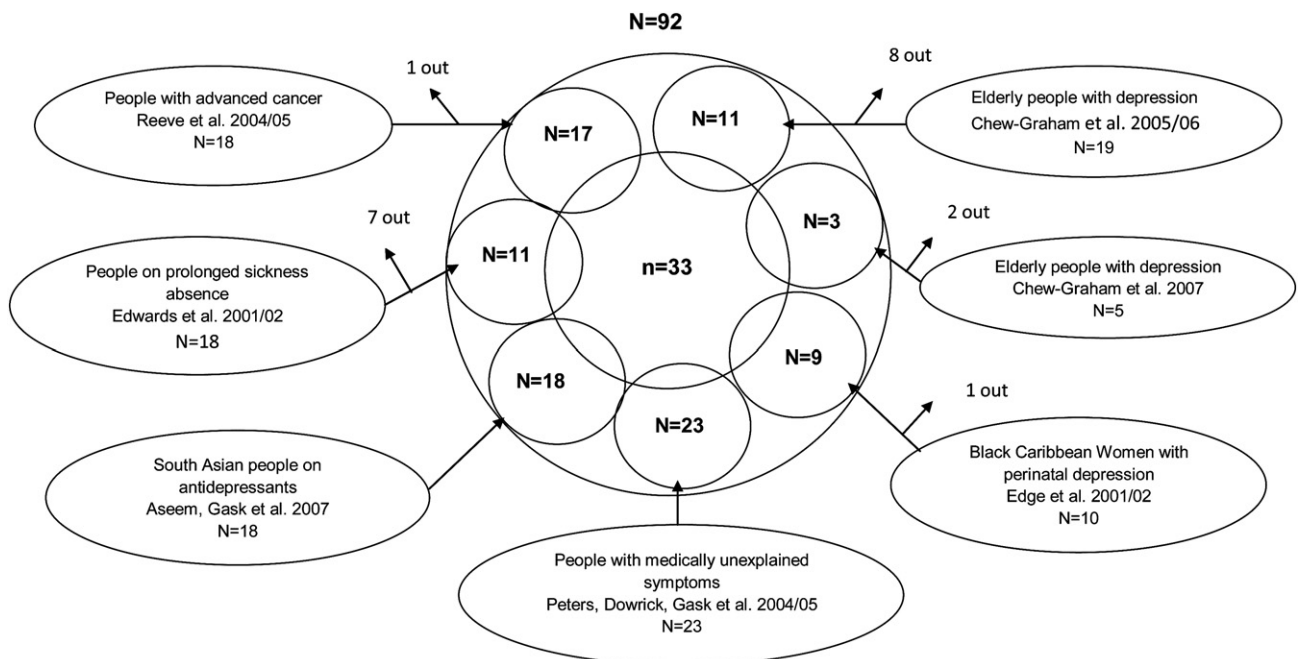 N=92
1 out
8 out
People with advanced cancer
Reeve et al. 2004/05
N=18
N=17
N=11
Elderly people with depression
Chew-Graham et al. 2005/06
N=19
7 out
N=3
2 out
People on prolonged sickness
absence
Edwards et al. 2001/02
N=18
N=11
n=33
Elderly people with depression
Chew-Graham et al. 2007
N=5
N=18
N=9
N=23
1 out
South Asian people on
antidepressants
Aseem, Gask et al. 2007
N=18
Black Caribbean Women with
perinatal depression
Edge et al. 2001/02
N=10
People with medically unexplained
symptoms
Peters, Dowrick, Gask et al. 2004/05
N=23